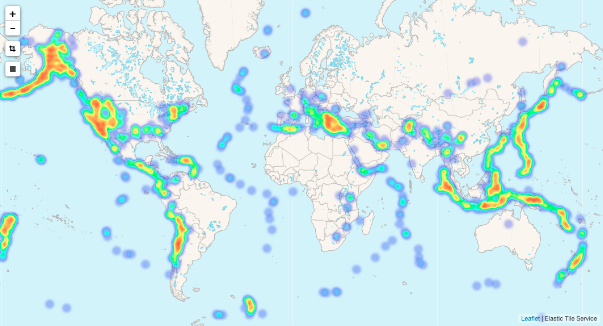 +
−
Leaflet | Elastic Tile Service